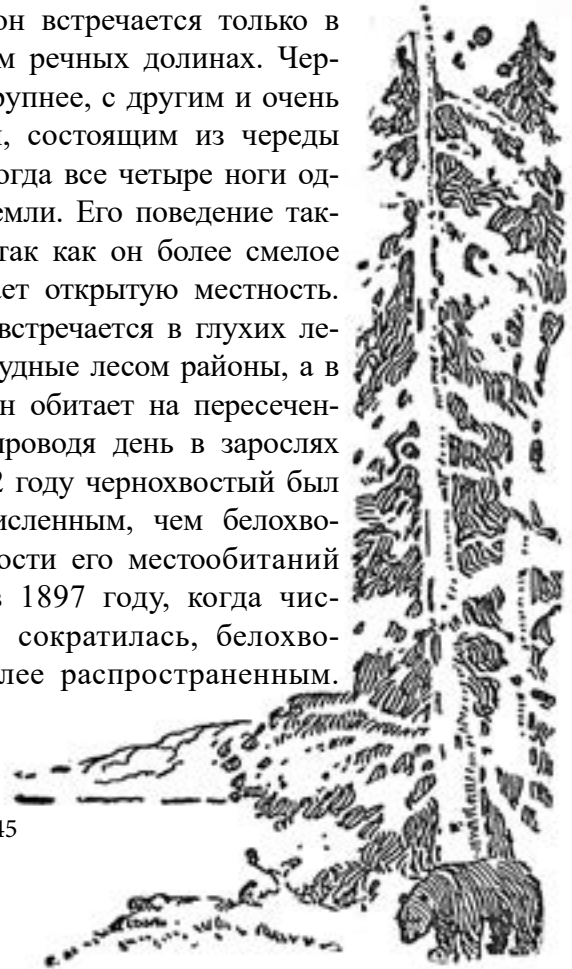 он встречается только в
м речных долинах. Чер-
рупнее, с другим и очень
, состоящим из череды
огда все четыре ноги од-
емли. Его поведение так-
так как он более смелое
ает открытую местность.
встречается в глухих ле-
удные лесом районы, а в
н обитает на пересечен-
проводя день в зарослях
2 году чернохвостый был
исленным, чем белохво-
ости его местообитаний
в 1897 году, когда чис-
сократилась, белохво-
лее распространенным.
45